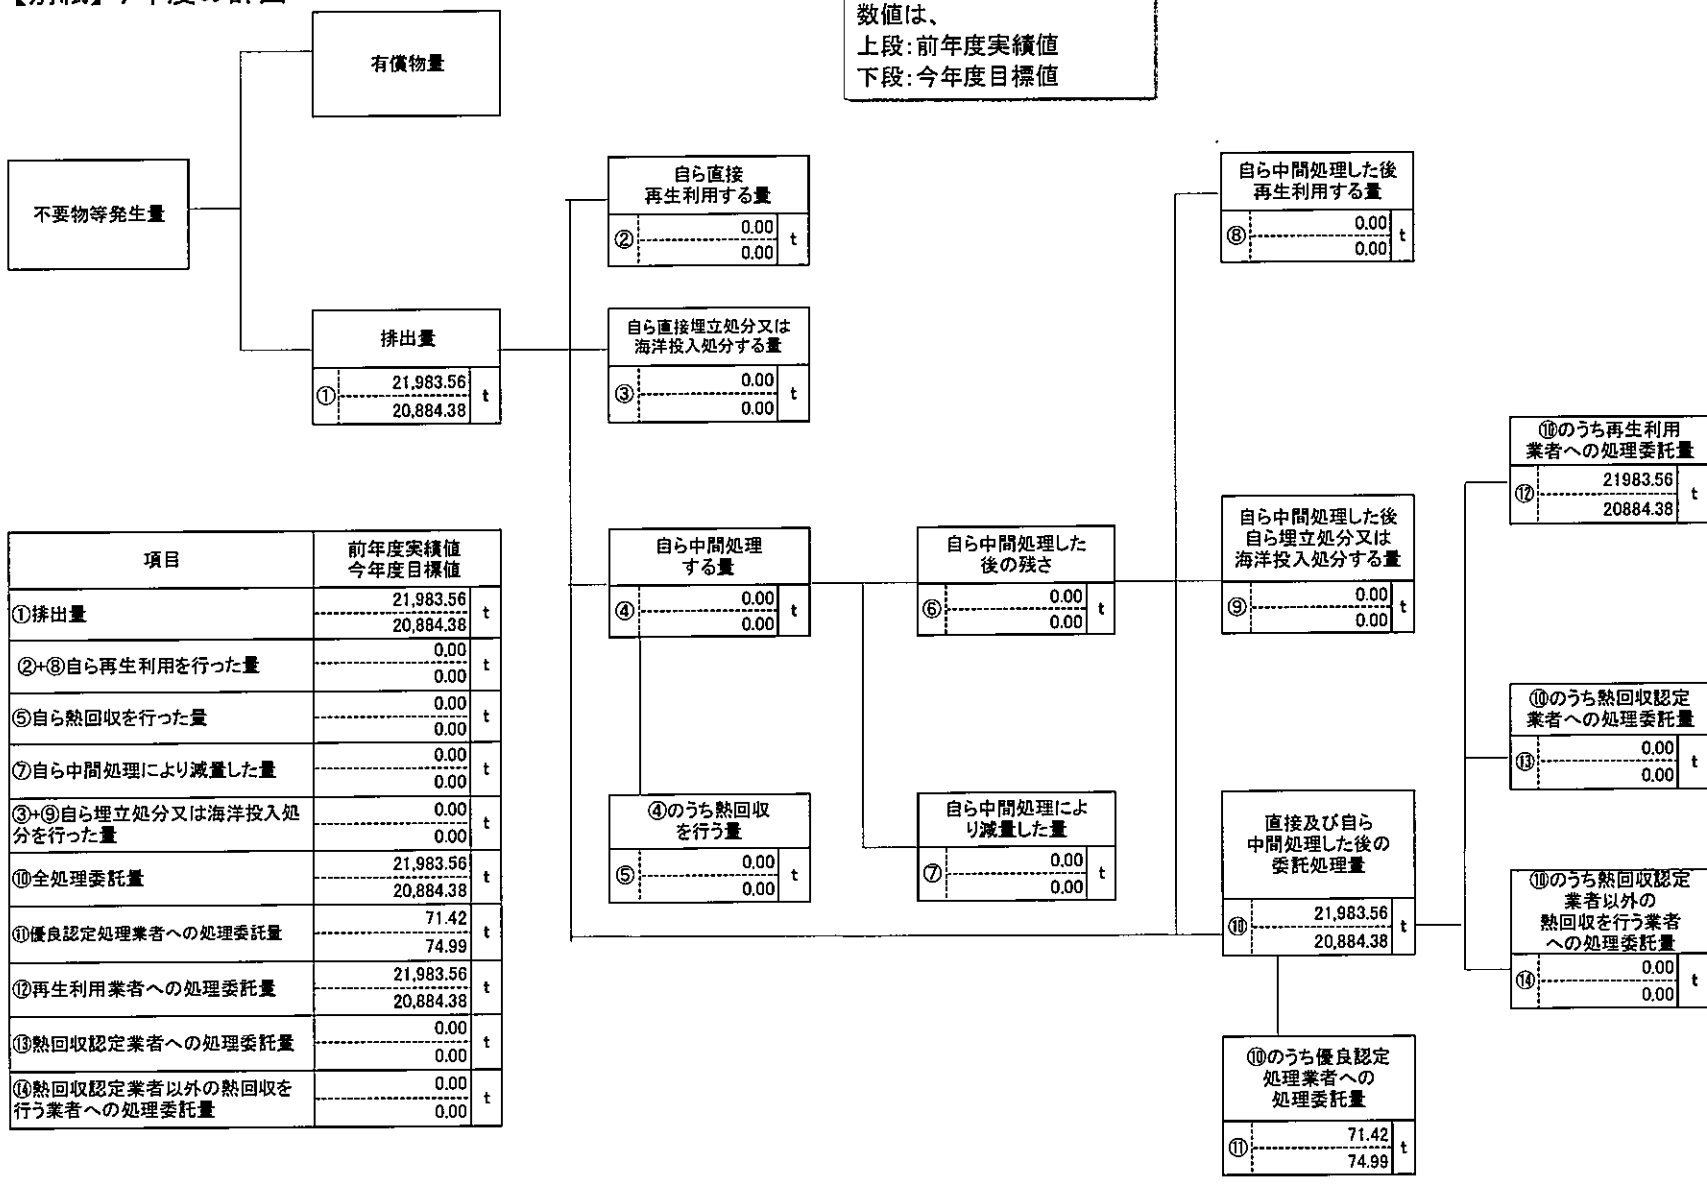 数値は、
上段:前年度実績値
下段:今年度目標値
有償物量
不要物等発生量
排出量
①
21,983.56
20,884.38
t
自ら直接
再生利用する量
②
0.00
0.00
t
自ら直接埋立処分又は
海洋投入処分する量
③
0.00
0.00
t
自ら中間処理
する量
④
0.00
0.00
t
④のうち熱回収
を行う量
⑤
0.00
0.00
t
自ら中間処理した
後の残さ
⑥
0.00
0.00
t
自ら中間処理によ
り減量した量
⑦
0.00
0.00
t
自ら中間処理した後
再生利用する量
⑧
0.00
0.00
t
自ら中間処理した後
自ら埋立処分又は
海洋投入処分する量
⑨
0.00
0.00
t
直接及び自ら
中間処理した後の
委託処理量
⑩
21,983.56
20,884.38
t
⑩のうち優良認定
処理業者への
処理委託量
⑪
71.42
74.99
t
⑩のうち再生利用
業者への処理委託量
⑫
21983.56
20884.38
t
⑩のうち熱回収認定
業者への処理委託量
⑬
0.00
0.00
t
⑩のうち熱回収認定
業者以外の
熱回収を行う業者
への処理委託量
⑭
0.00
0.00
t
項目
前年度実績値
今年度目標値
①排出量
21,983.56
20,884.38
t
②+⑧自ら再生利用を行った量
0.00
0.00
t
⑤自ら熱回収を行った量
0.00
0.00
t
⑦自ら中間処理により減量した量
0.00
0.00
t
③+⑨自ら埋立処分又は海洋投入処
分を行った量
0.00
0.00
t
⑩全処理委託量
21,983.56
20,884.38
t
⑪優良認定処理業者への処理委託量
71.42
74.99
t
⑫再生利用業者への処理委託量
21,983.56
20,884.38
t
⑬熱回収認定業者への処理委託量
0.00
0.00
t
⑭熱回収認定業者以外の熱回収を
行う業者への処理委託量
0.00
0.00
t